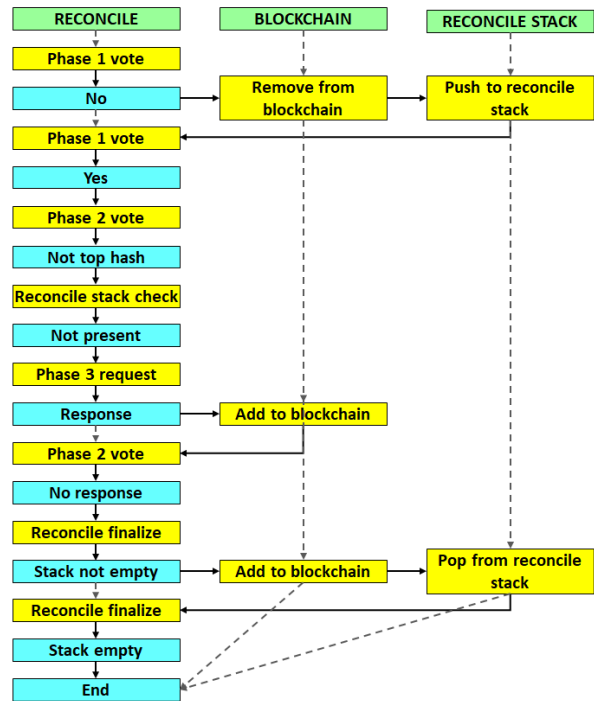 RECONCILE
BLOCKCHAIN
RECONCILE STACK
Phase 1 vote
No
Remove from
blockchain
Push to reconcile
stack
Phase 1 vote
Yes
Phase 2 vote
Not top hash
Reconcile stack check
Not present
Phase 3 request
Response
Add to blockchain
Phase 2 vote
No response
Reconcile finalize
Stack not empty
Add to blockchain
Pop from reconcile
stack
Reconcile finalize
Stack empty
End